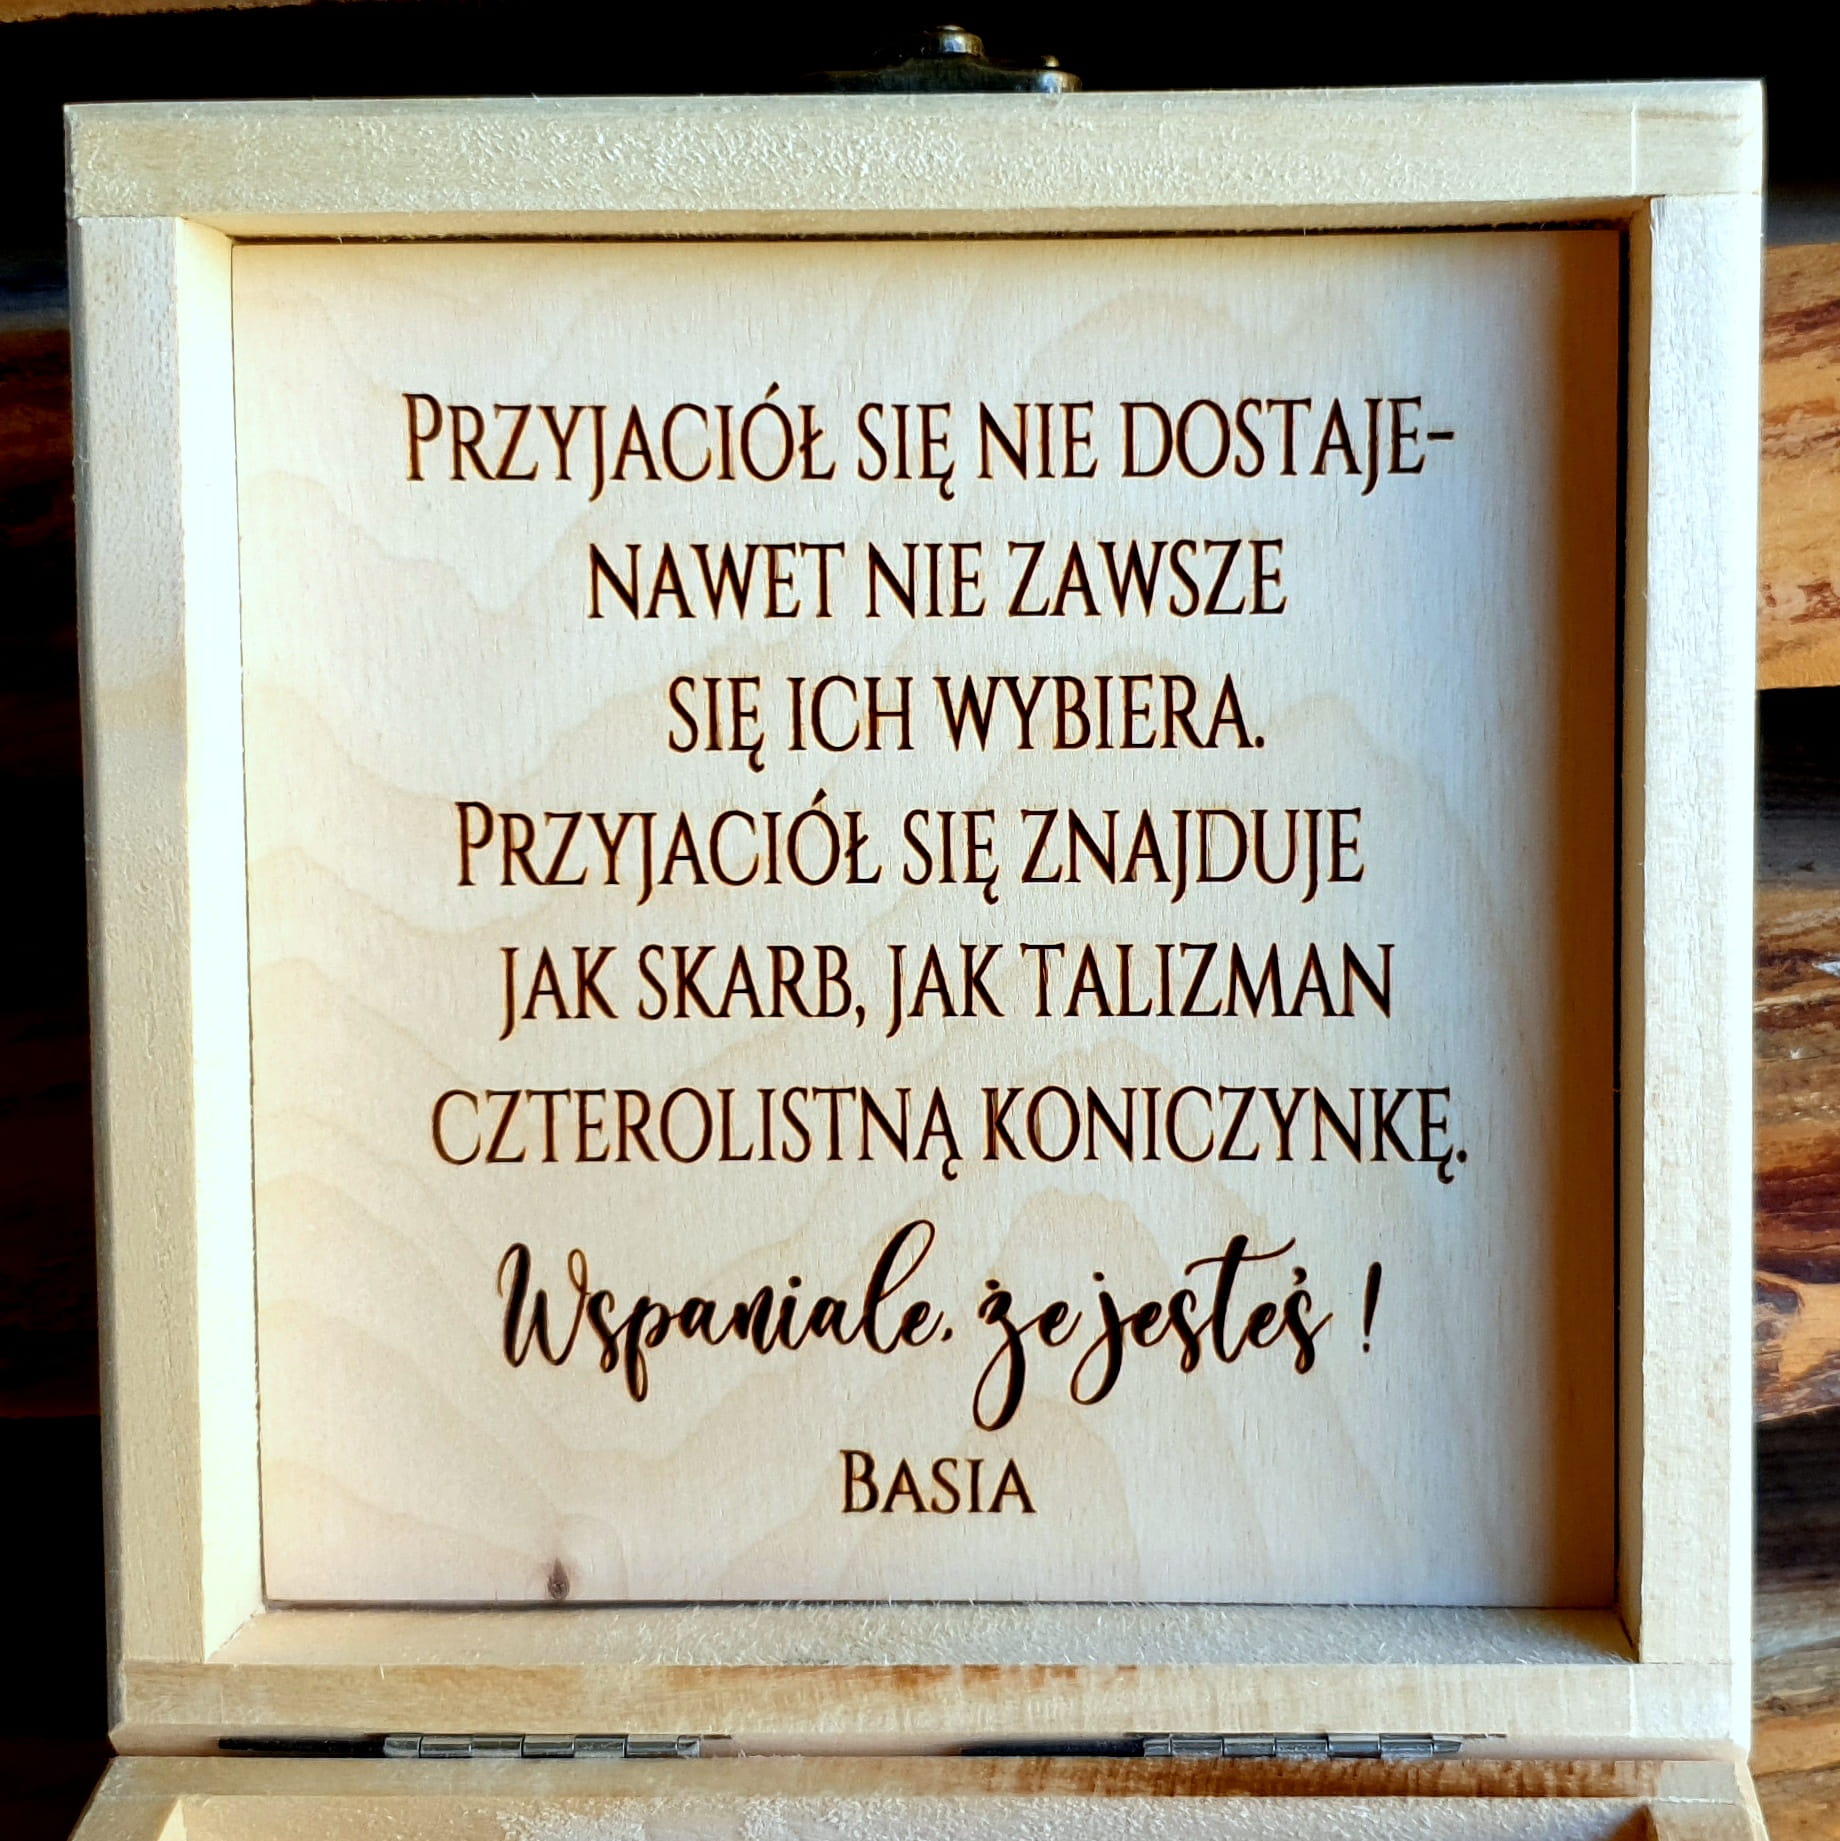 Przyjaciół się nie dostaje-
nawet nie zawsze
się ich wybiera.
Przyjaciół się znajduje
jak skarb, jak talizman
czterolistną koniczynkę.
Wspaniale, że jesteś !
Basia